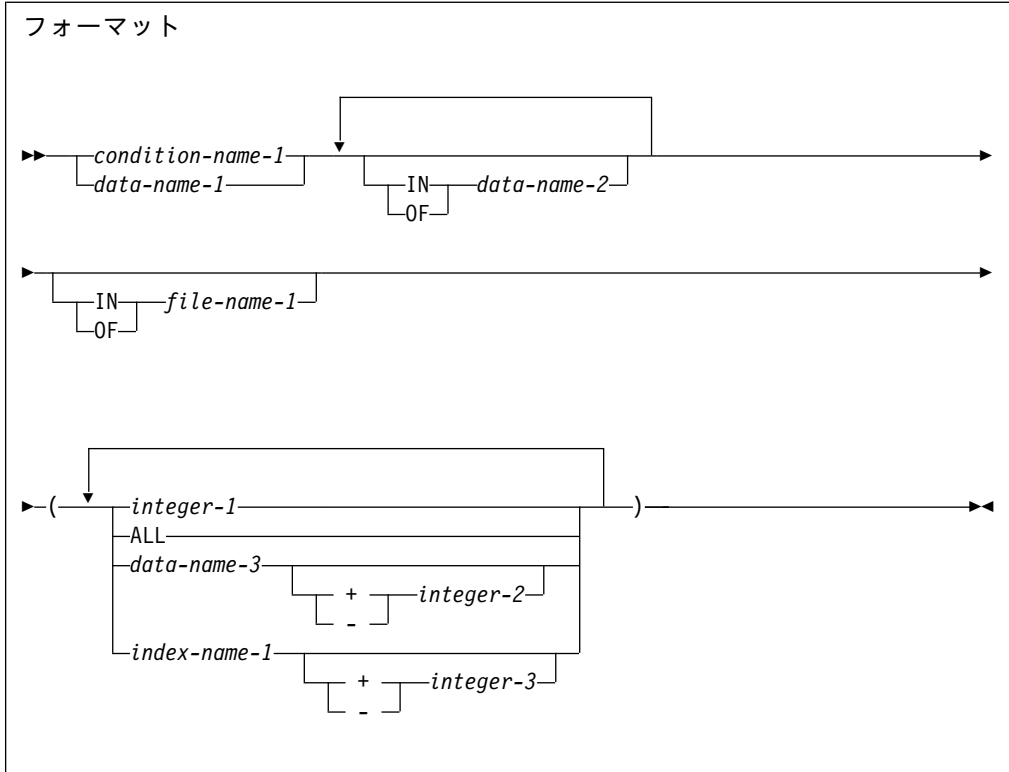 フォーマット
condition-name-1
data-name-1
IN data-name-2
OF
IN file-name-1
OF
( integer-1 )
ALL
data-name-3
+ integer-2
-
index-name-1
+ integer-3
-